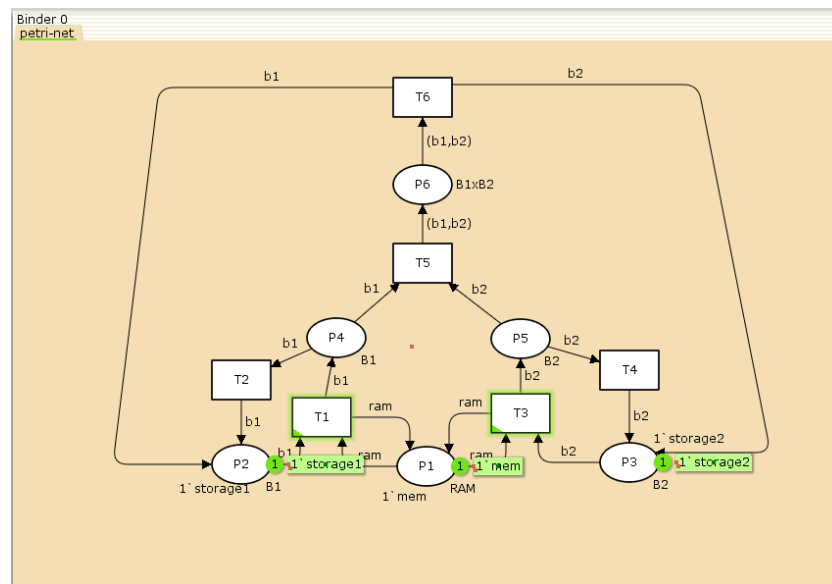 Binder 0
petri-net
b1
b2
T6
(b1,b2)
P6
B1xB2
(b1,b2)
T5
b1
b2
P4
B1
P5
B2
b1
b2
T2
T4
b1
b2
T1
ram
ram
T3
b1
b2
b1
ram
ram
b2
1`storage2
P2
1
1`storage1
P1
1
1`mem
P3
1
1`storage2
1`storage1
B1
1`mem
RAM
B2